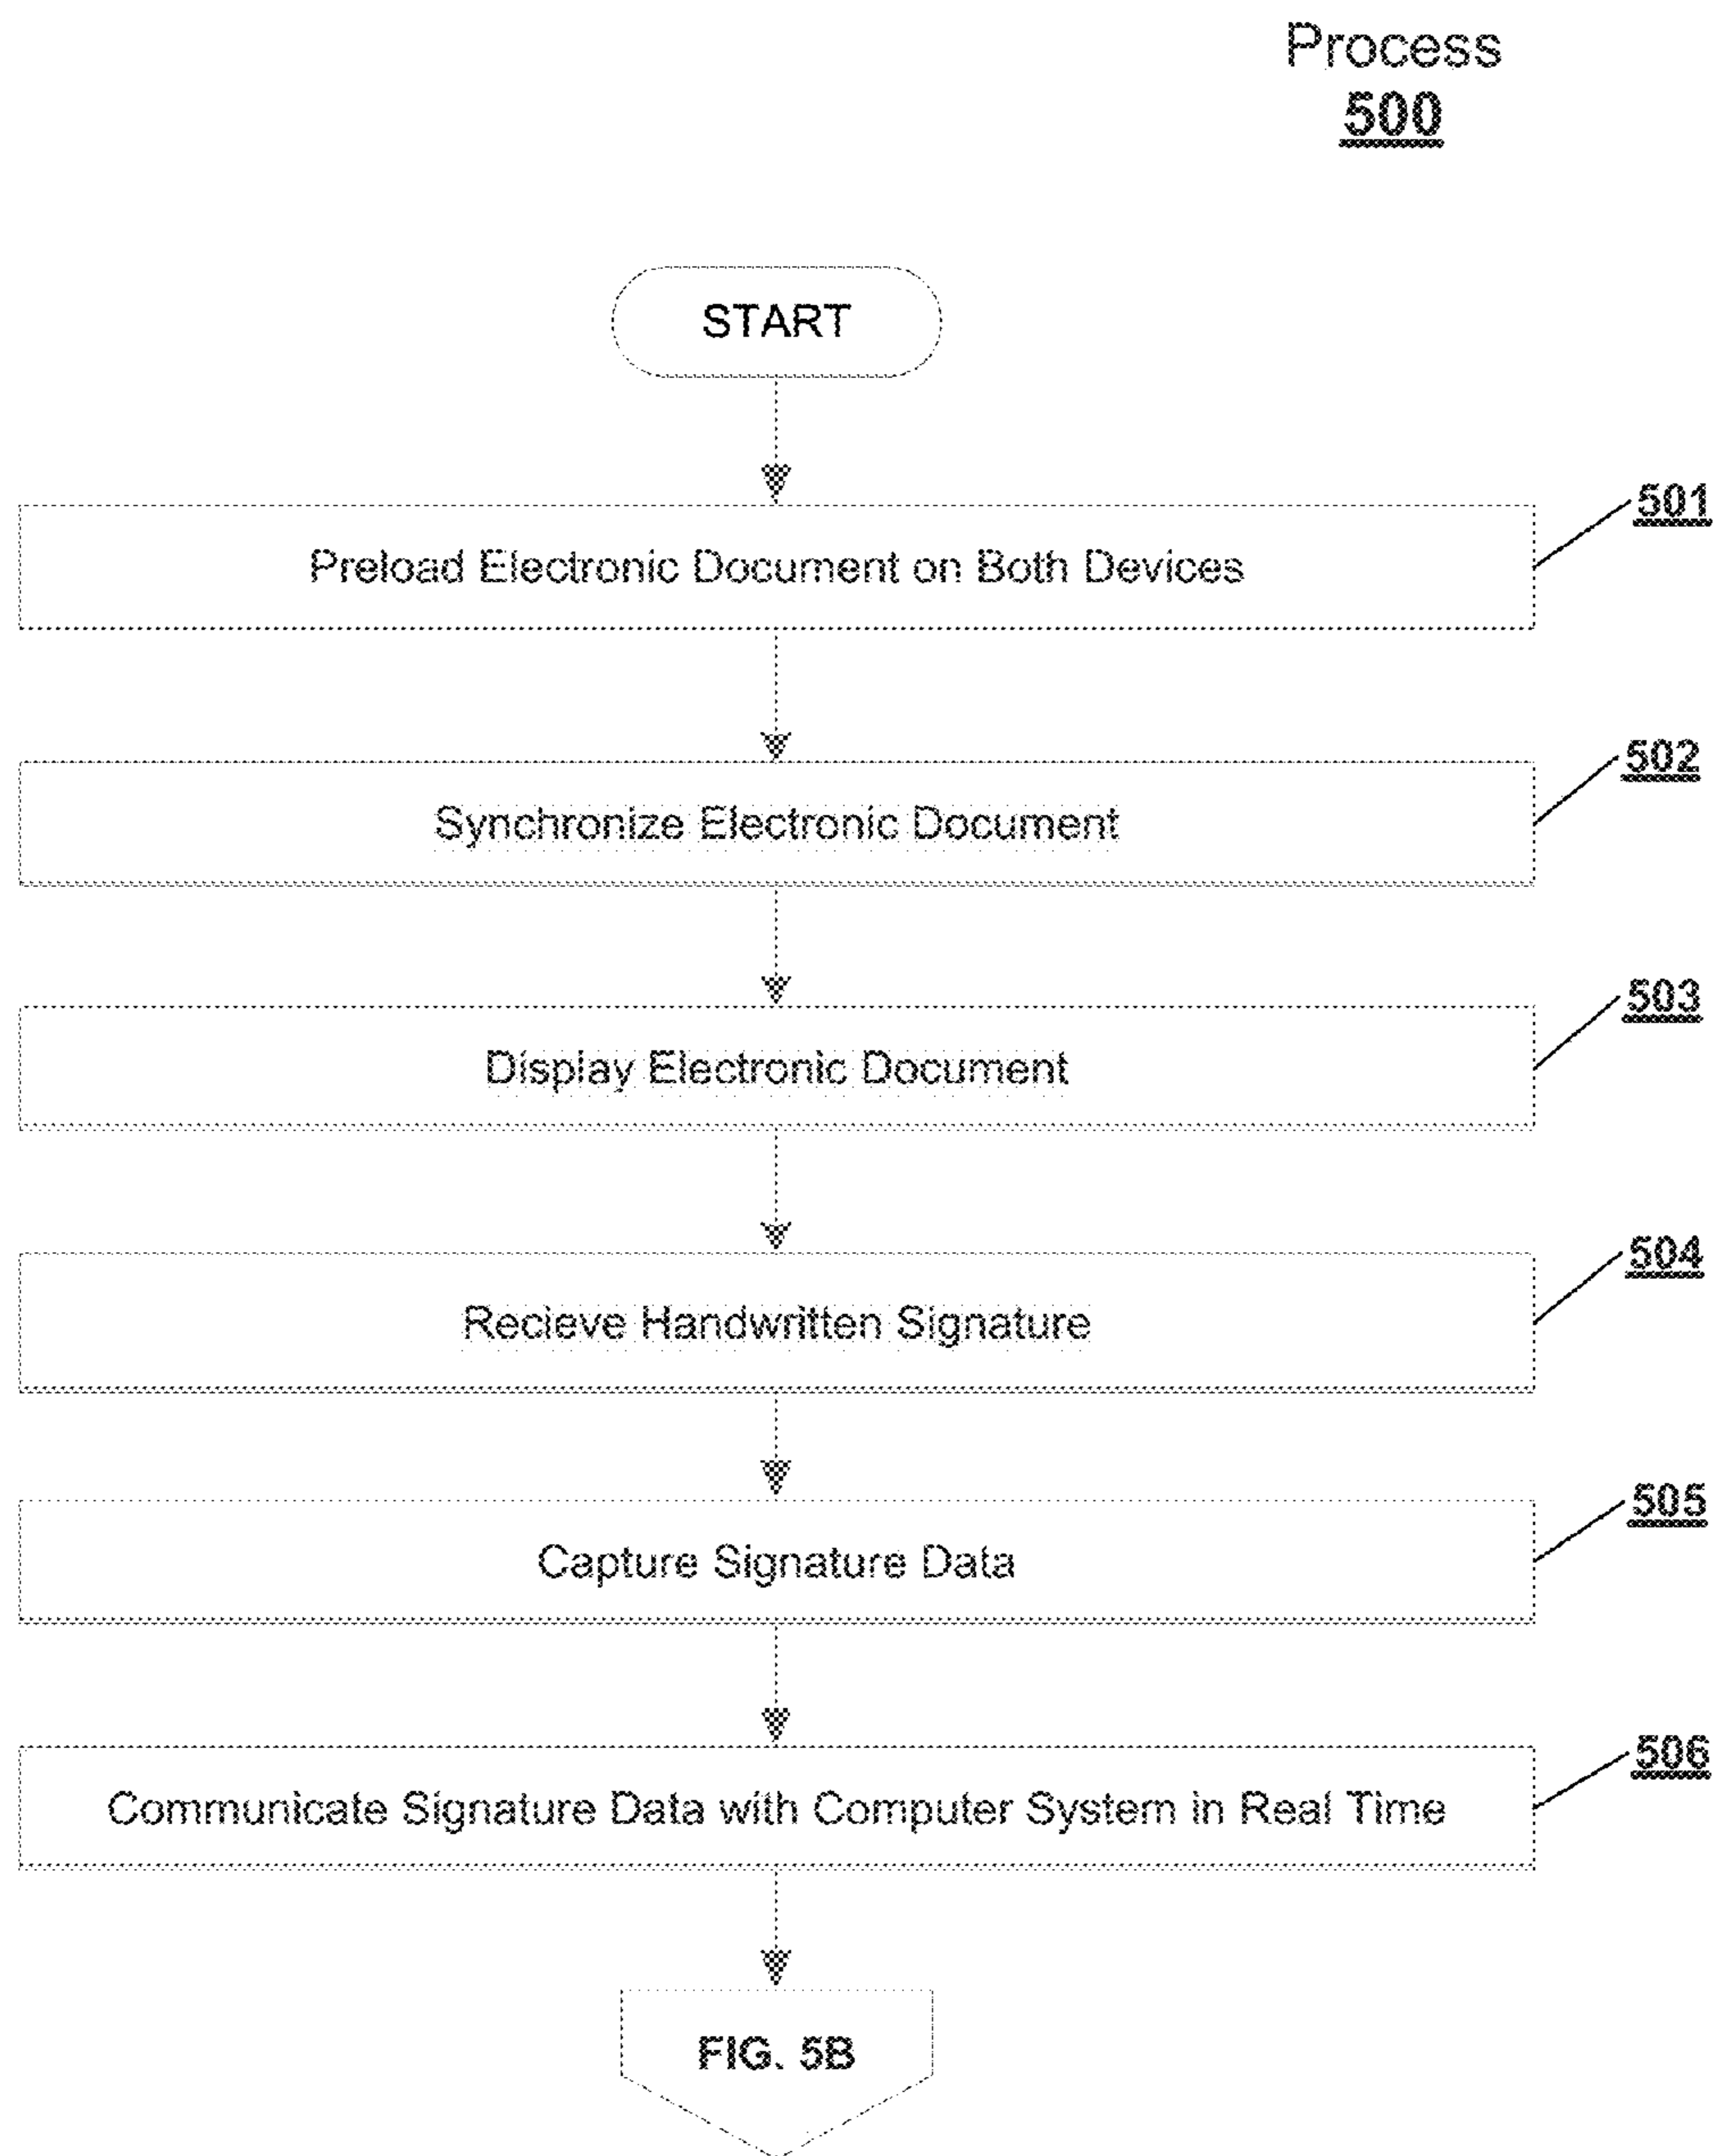 Process
500
START
501
Preload Electronic Document on Both Devices
502
Synchronize Electronic Document
503
Display Electronic Document
504
Recieve Handwritten Signature
505
Capture Signature Data
506
Communicate Signature Data with Computer System in Real Time
FIG. 5B